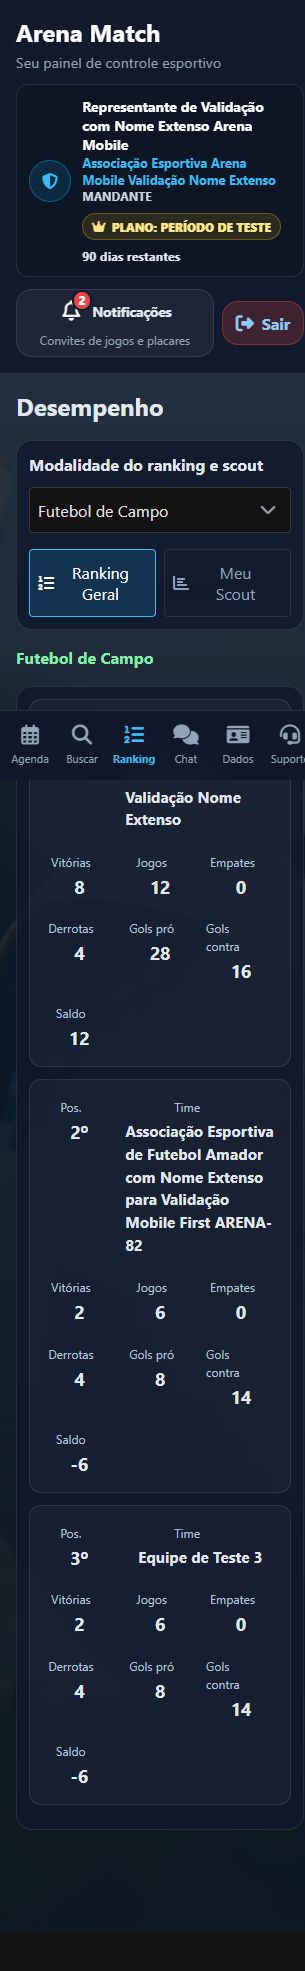 Arena Match
Seu painel de controle esportivo
Representante de Validação
com Nome Extenso Arena
Mobile
Associação Esportiva Arena
Mobile Validação Nome Extenso
MANDANTE
PLANO: PERÍODO DE TESTE
90 dias restantes
2
Notificações
Convites de jogos e placares
Sair
Desempenho
Modalidade do ranking e scout
Futebol de Campo
Ranking
Geral
Meu
Scout
Futebol de Campo
Agenda
Buscar
Ranking
Chat
Dados
Suport
Validação Nome
Extenso
Vitórias Jogos Empates
8 12 0
Derrotas Gols pró Gols
contra
4 28 16
Saldo
12
Pos. Time
2º Associação Esportiva
de Futebol Amador
com Nome Extenso
para Validação
Mobile First ARENA-
82
Vitórias Jogos Empates
2 6 0
Derrotas Gols pró Gols
contra
4 8 14
Saldo
-6
Pos. Time
3º Equipe de Teste 3
Vitórias Jogos Empates
2 6 0
Derrotas Gols pró Gols
contra
4 8 14
Saldo
-6